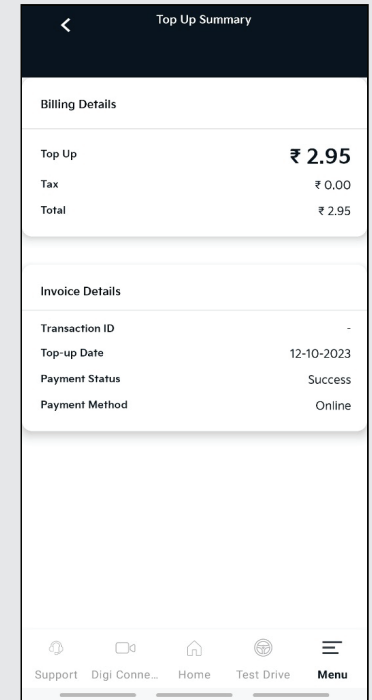 Top Up Summary
Billing Details
Top Up ₹ 2.95
Tax ₹ 0.00
Total ₹ 2.95
Invoice Details
Transaction ID -
Top-up Date 12-10-2023
Payment Status Success
Payment Method Online
Support Digi Conne... Home Test Drive Menu